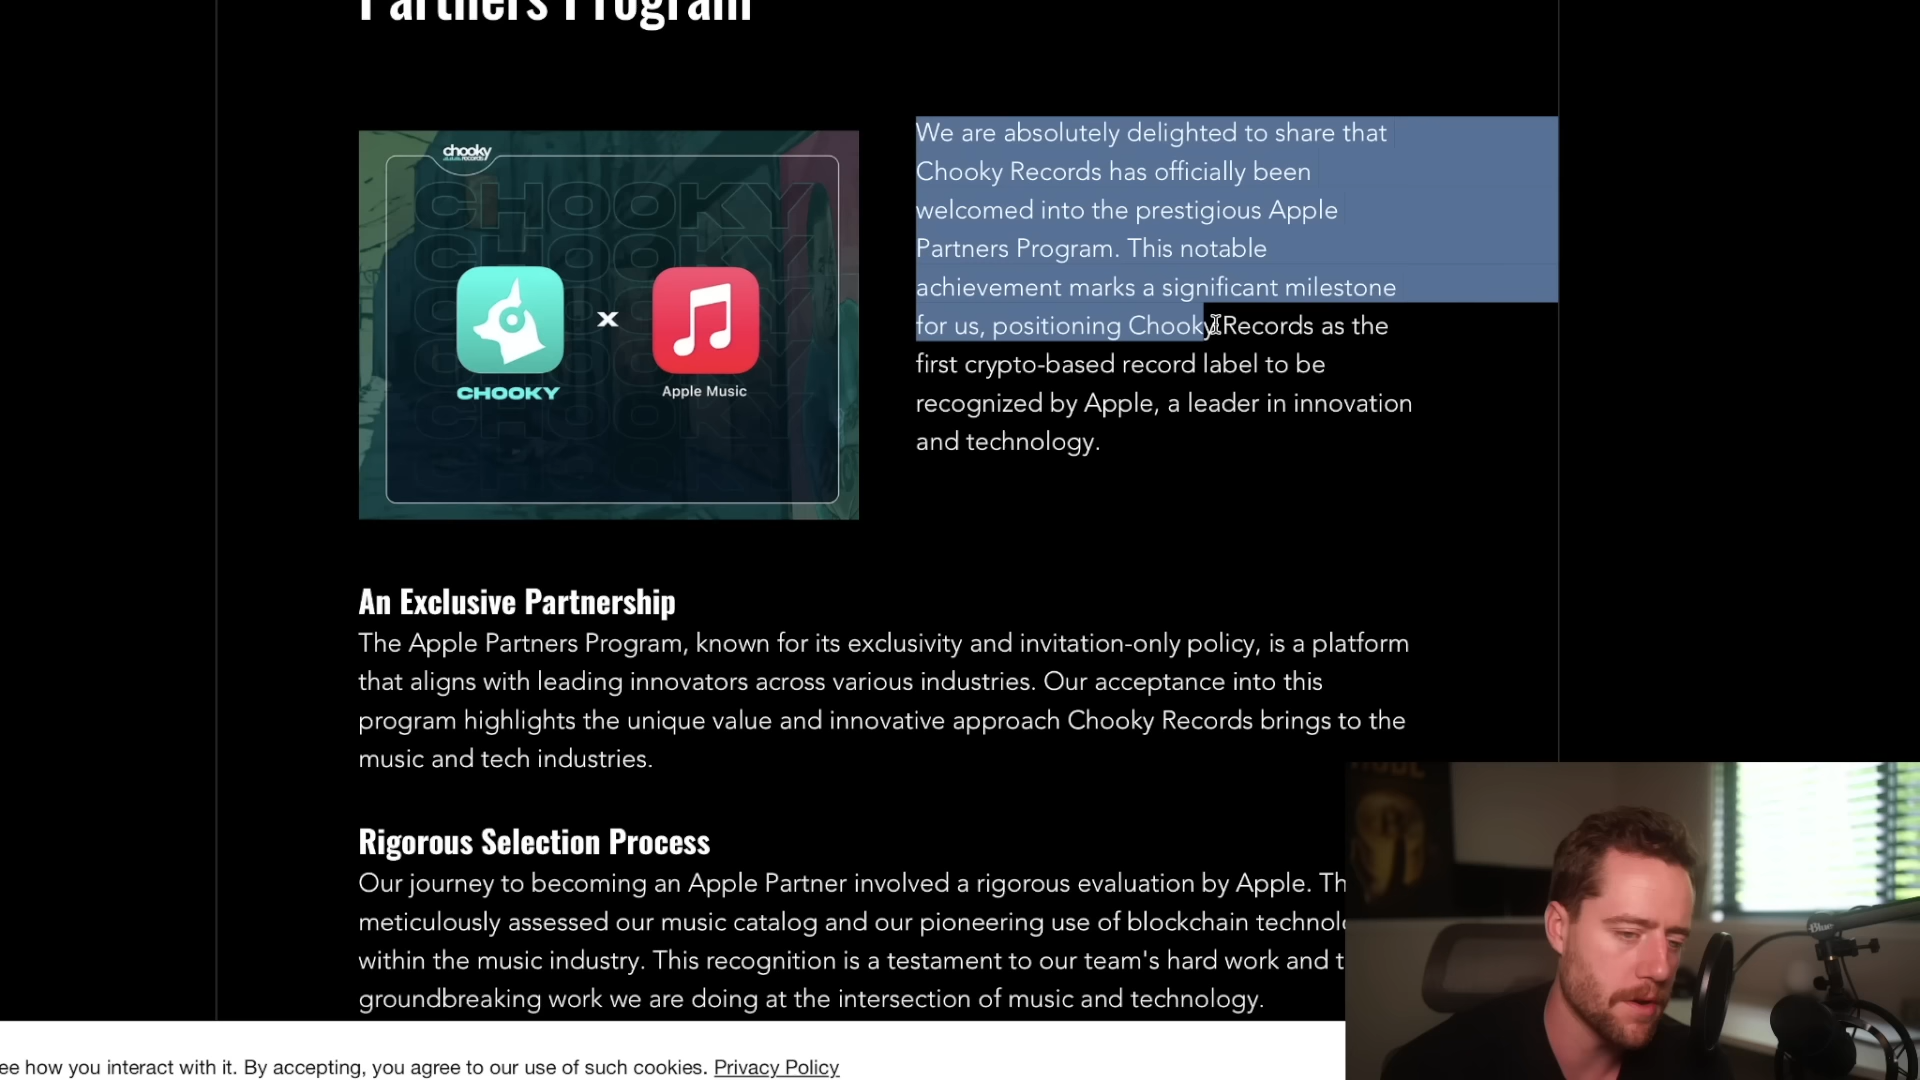 Partners Program
chooky
records
CHOOKY
CHOOKY
CHOOKY
x
CHOOKY
Apple Music
We are absolutely delighted to share that
Chooky Records has officially been
welcomed into the prestigious Apple
Partners Program. This notable
achievement marks a significant milestone
for us, positioning Chooky Records as the
first crypto-based record label to be
recognized by Apple, a leader in innovation
and technology.
An Exclusive Partnership
The Apple Partners Program, known for its exclusivity and invitation-only policy, is a platform
that aligns with leading innovators across various industries. Our acceptance into this
program highlights the unique value and innovative approach Chooky Records brings to the
music and tech industries.
Rigorous Selection Process
Our journey to becoming an Apple Partner involved a rigorous evaluation by Apple. Th
meticulously assessed our music catalog and our pioneering use of blockchain technolo
within the music industry. This recognition is a testament to our team's hard work and t
groundbreaking work we are doing at the intersection of music and technology.
ee how you interact with it. By accepting, you agree to our use of such cookies. Privacy Policy
Blue